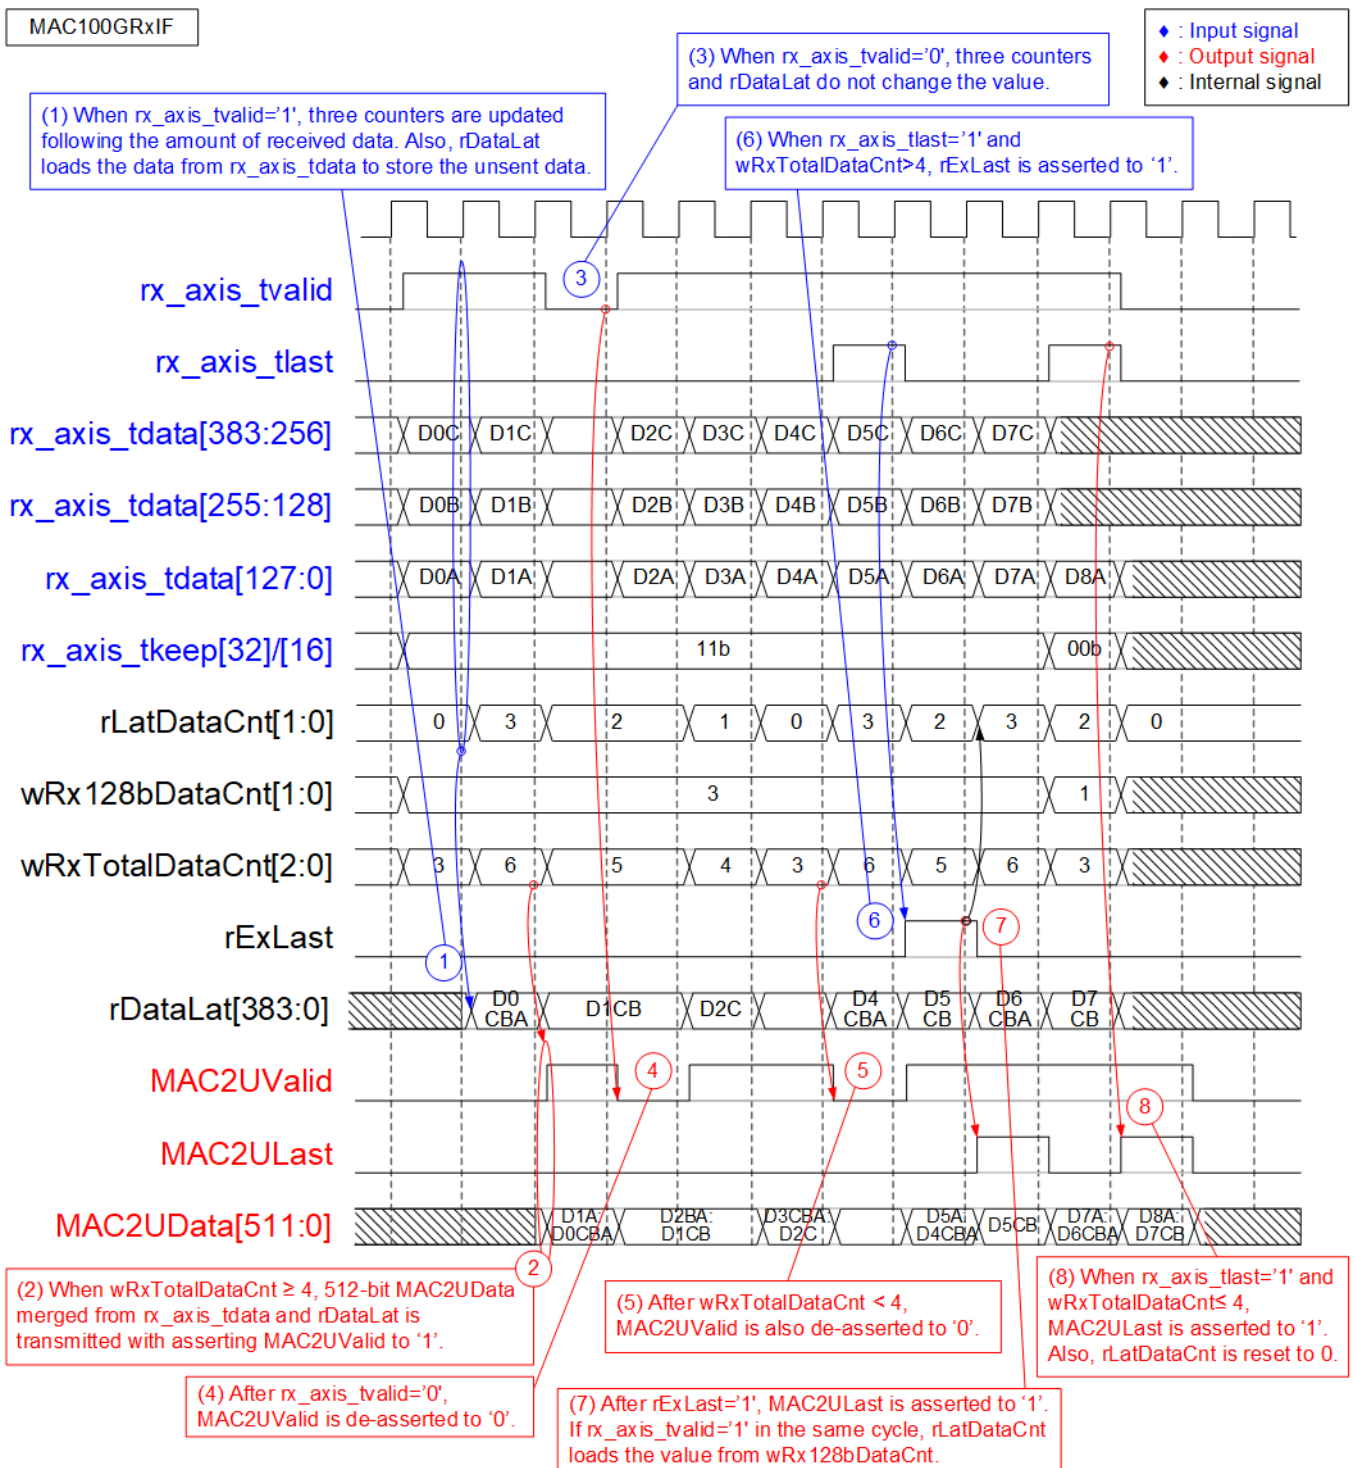 MAC100GRxIF
♦ : Input signal
♦ : Output signal
♦ : Internal signal
(3) When rx_axis_tvalid='0', three counters
and rDataLat do not change the value.
(1) When rx_axis_tvalid='1', three counters are updated
following the amount of received data. Also, rDataLat
loads the data from rx_axis_tdata to store the unsent data.
(6) When rx_axis_tlast='1' and
wRxTotalDataCnt>4, rExLast is asserted to '1'.
rx_axis_tvalid
3
rx_axis_tlast
rx_axis_tdata[383:256] D0C D1C D2C D3C D4C D5C D6C D7C
rx_axis_tdata[255:128] D0B D1B D2B D3B D4B D5B D6B D7B
rx_axis_tdata[127:0] D0A D1A D2A D3A D4A D5A D6A D7A D8A
rx_axis_tkeep[32]/[16] 11b 00b
rLatDataCnt[1:0] 0 3 2 1 0 3 2 3 2 0
wRx128bDataCnt[1:0] 3 1
wRxTotalDataCnt[2:0] 3 6 5 4 3 6 5 6 3
rExLast
6
7
1
rDataLat[383:0] D0 CBA D1CB D2C D4 CBA D5 CB D6 CBA D7 CB
MAC2UValid
4
5
8
MAC2ULast
MAC2UData[511:0] D1A: D0CBA D2BA: D1CB D3CBA: D2C D5A: D4CBA D5CB D7A: D6CBA D8A: D7CB
2
(2) When wRxTotalDataCnt ≥ 4, 512-bit MAC2UData
merged from rx_axis_tdata and rDataLat is
transmitted with asserting MAC2UValid to '1'.
(5) After wRxTotalDataCnt < 4,
MAC2UValid is also de-asserted to '0'.
(8) When rx_axis_tlast='1' and
wRxTotalDataCnt≤ 4,
MAC2ULast is asserted to '1'.
Also, rLatDataCnt is reset to 0.
(4) After rx_axis_tvalid='0',
MAC2UValid is de-asserted to '0'.
(7) After rExLast='1', MAC2ULast is asserted to '1'.
If rx_axis_tvalid='1' in the same cycle, rLatDataCnt
loads the value from wRx128bDataCnt.